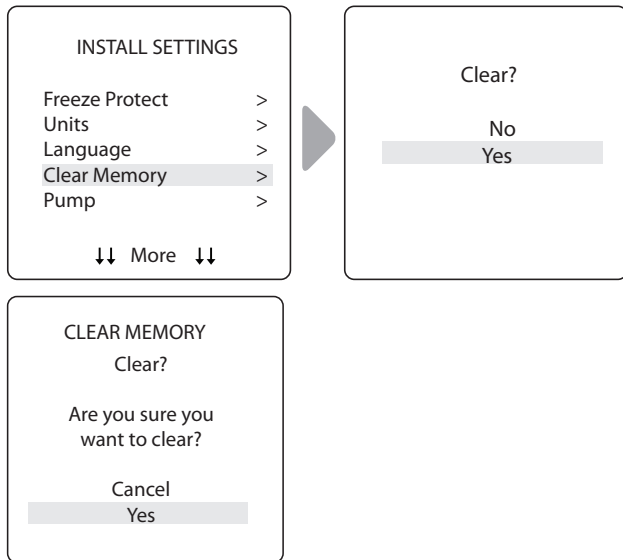 INSTALL SETTINGS
Freeze Protect >
Units >
Language >
Clear Memory >
Pump >
↓↓ More ↓↓
Clear?
No
Yes
CLEAR MEMORY
Clear?
Are you sure you
want to clear?
Cancel
Yes